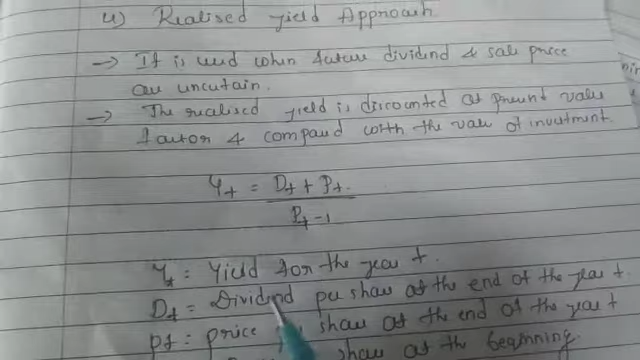 4) Realised yield Approach
→ It is used when future dividend & sale price
are uncertain.
→ The realised yield is discounted at present value
factor & compared with the value of investment.
Yt = Dt + Pt
Pt-1
Yt = Yield for the year t.
Dt = Dividend per share at the end of the year t.
Pt = price share at the end of the year t
share at the beginning